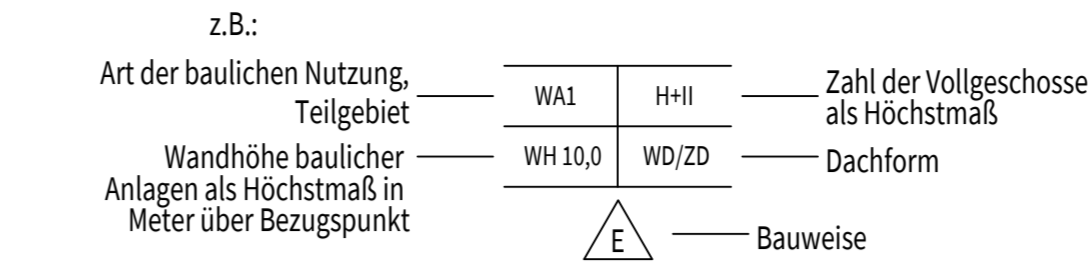 z.B.:
Art der baulichen Nutzung,
Teilgebiet
WA1
H+II
Zahl der Vollgeschosse
als Höchstmaß
Wandhöhe baulicher
Anlagen als Höchstmaß in
Meter über Bezugspunkt
WH 10,0
WD/ZD
Dachform
E
Bauweise